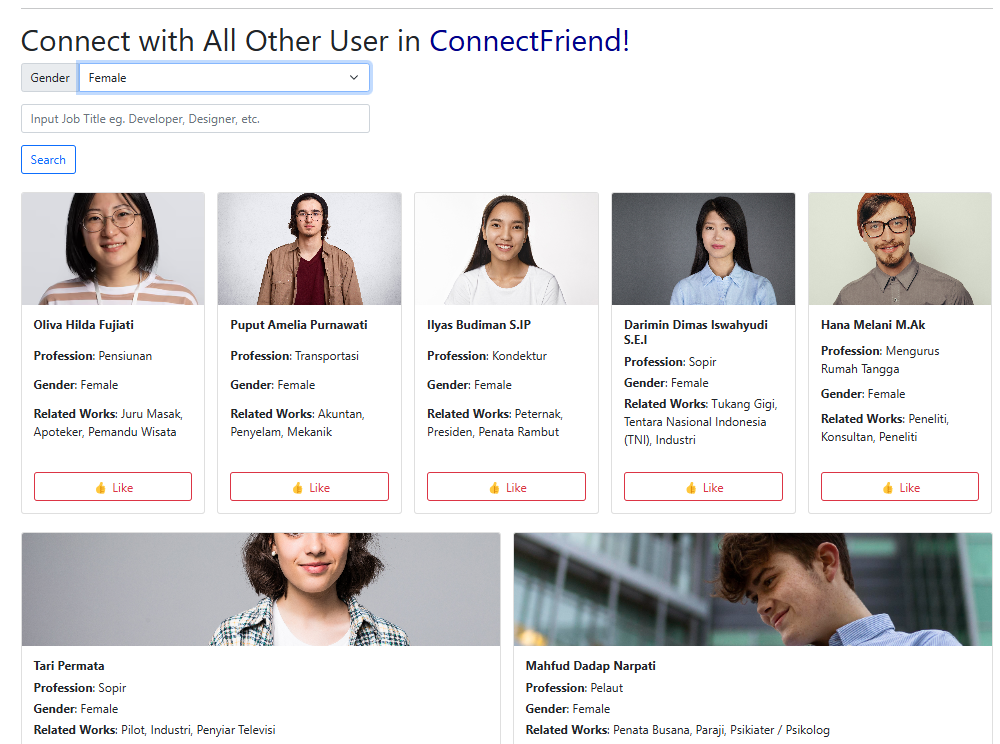 Connect with All Other User in ConnectFriend!
Gender Female
Input Job Title eg. Developer, Designer, etc.
Search
Oliva Hilda Fujiati
Profession: Pensiunan
Gender: Female
Related Works: Juru Masak,
Apoteker, Pemandu Wisata
👍 Like
Puput Amelia Purnawati
Profession: Transportasi
Gender: Female
Related Works: Akuntan,
Penyelam, Mekanik
👍 Like
Ilyas Budiman S.IP
Profession: Kondektur
Gender: Female
Related Works: Peternak,
Presiden, Penata Rambut
👍 Like
Darimin Dimas Iswahyudi
S.E.I
Profession: Sopir
Gender: Female
Related Works: Tukang Gigi,
Tentara Nasional Indonesia
(TNI), Industri
👍 Like
Hana Melani M.Ak
Profession: Mengurus
Rumah Tangga
Gender: Female
Related Works: Peneliti,
Konsultan, Peneliti
👍 Like
Tari Permata
Profession: Sopir
Gender: Female
Related Works: Pilot, Industri, Penyiar Televisi
Mahfud Dadap Narpati
Profession: Pelaut
Gender: Female
Related Works: Penata Busana, Paraji, Psikiater / Psikolog